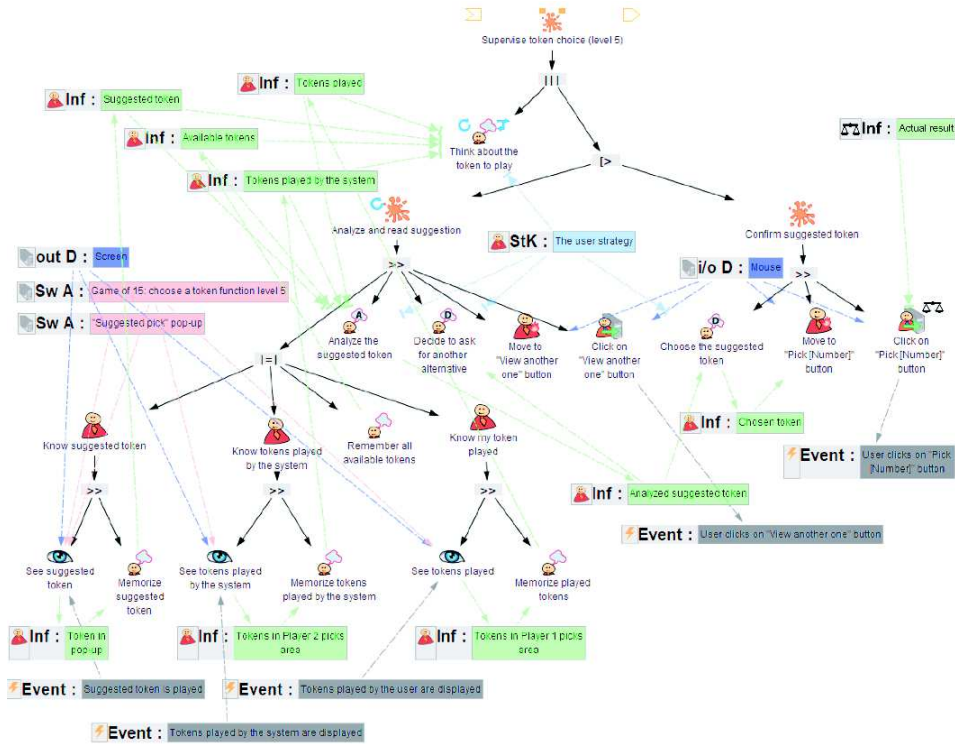 Supervise token choice (level 5)
|||
Inf : Tokens played
Inf : Suggested token
Inf : Available tokens
Inf : Tokens played by the system
Think about the
token to play
[>
Inf : Actual result
Analyze and read suggestion
>>
StK : The user strategy
Confirm suggested token
>>
out D : Screen
Sw A : Game of 15: choose a token function level 5
Sw A : "Suggested pick" pop-up
i/o D : Mouse
A
Analyze the
suggested token
D
Decide to ask
for another
alternative
Move to
"View another
one" button
Click on
"View another
one" button
D
Choose the suggested
token
Move to
"Pick [Number]"
button
Click on
"Pick [Number]"
button
|=|
Know suggested token
Know tokens played
by the system
Remember all
available tokens
Know my token
played
Inf : Chosen token
Event : User clicks on "Pick
[Number]" button
>>
>>
>>
Inf : Analyzed suggested token
Event : User clicks on "View another one" button
See suggested
token
Memorize
suggested
token
See tokens played
by the system
Memorize tokens
played by the system
See tokens played
Memorize played
tokens
Inf : Token in
pop-up
Inf : Tokens in Player 2 picks
area
Inf : Tokens in Player 1 picks
area
Event : Suggested token is played
Event : Tokens played by the user are displayed
Event : Tokens played by the system are displayed